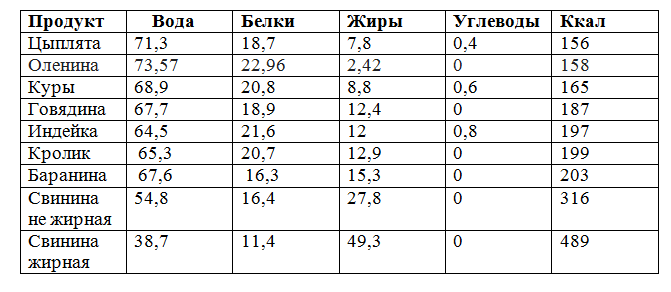 Продукт Вода Белки Жиры Углеводы Ккал
Цыплята 71,3 18,7 7,8 0,4 156
Оленина 73,57 22,96 2,42 0 158
Куры 68,9 20,8 8,8 0,6 165
Говядина 67,7 18,9 12,4 0 187
Индейка 64,5 21,6 12 0,8 197
Кролик 65,3 20,7 12,9 0 199
Баранина 67,6 16,3 15,3 0 203
Свинина 54,8 16,4 27,8 0 316
не жирная
Свинина 38,7 11,4 49,3 0 489
жирная